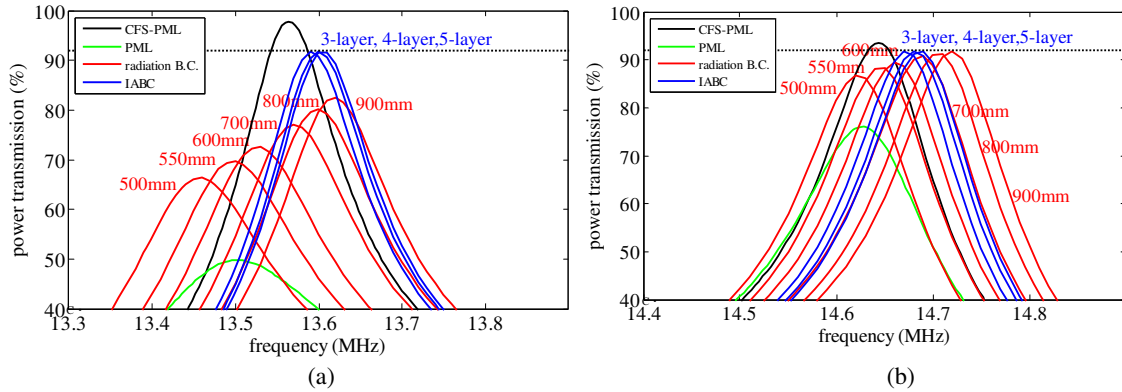 100
90
80
70
60
50
40
13.3
13.4
13.5
13.6
13.7
13.8
power transmission (%)
frequency (MHz)
CFS-PML
PML
radiation B.C.
IABC
3-layer, 4-layer,5-layer
900mm
800mm
700mm
600mm
550mm
500mm
(a)
100
90
80
70
60
50
40
14.4
14.5
14.6
14.7
14.8
power transmission (%)
frequency (MHz)
CFS-PML
PML
radiation B.C.
IABC
3-layer, 4-layer,5-layer
600mm
550mm
500mm
700mm
800mm
900mm
(b)